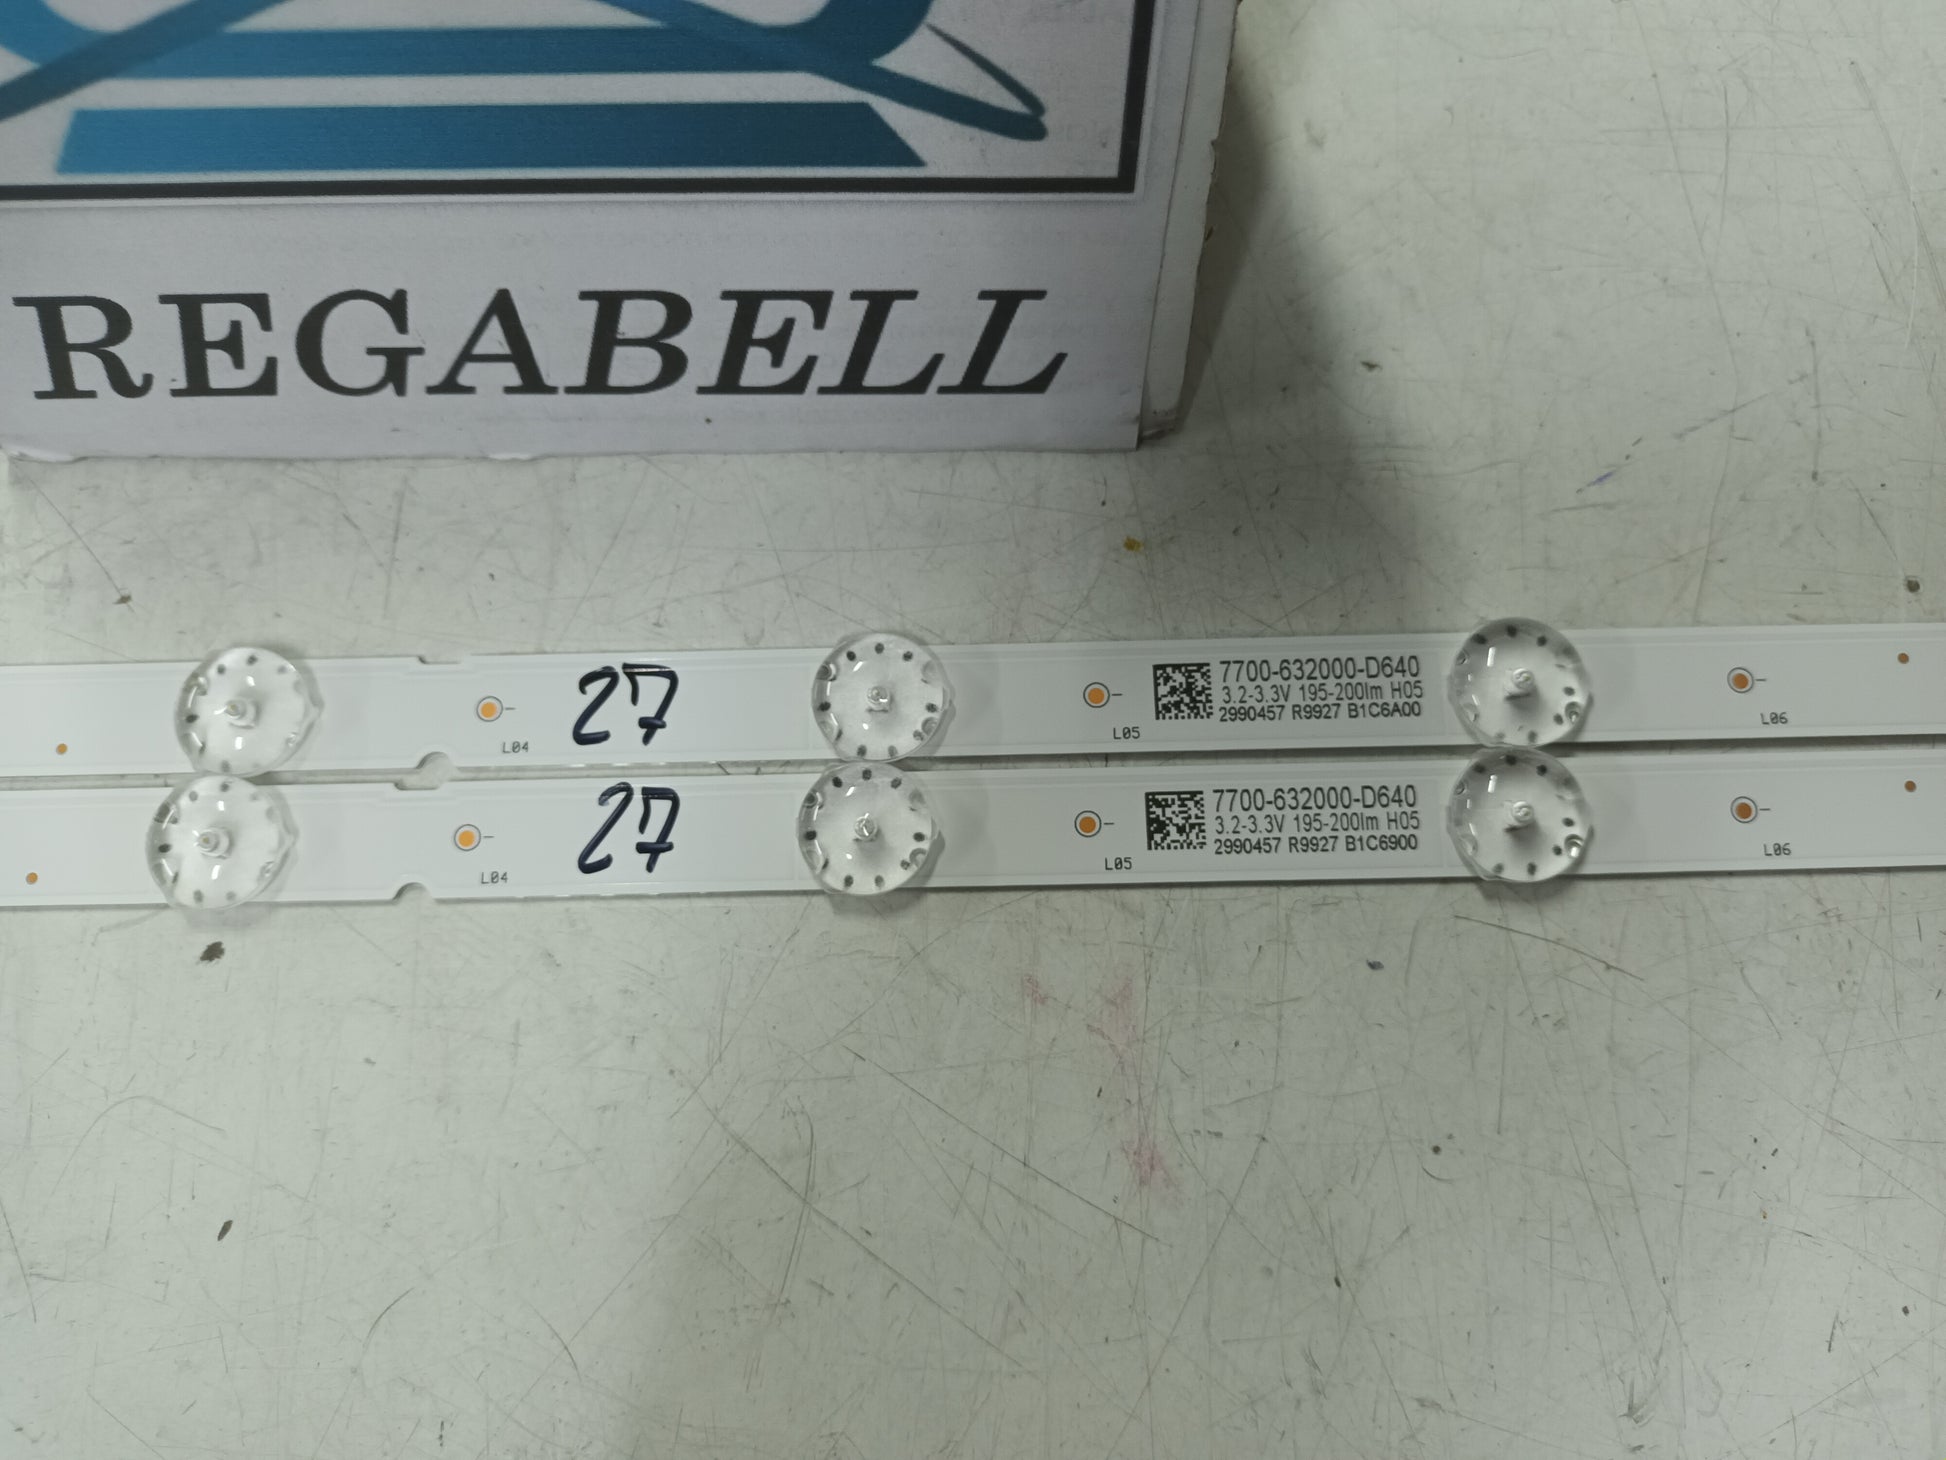 REGABELL
27
7700-632000-D640
3.2-3.3V 195-200lm H05
2990457 R9927 B1C6A00
L04
L05
L06
27
7700-632000-D640
3.2-3.3V 195-200lm H05
2990457 R9927 B1C6900
L04
L05
L06